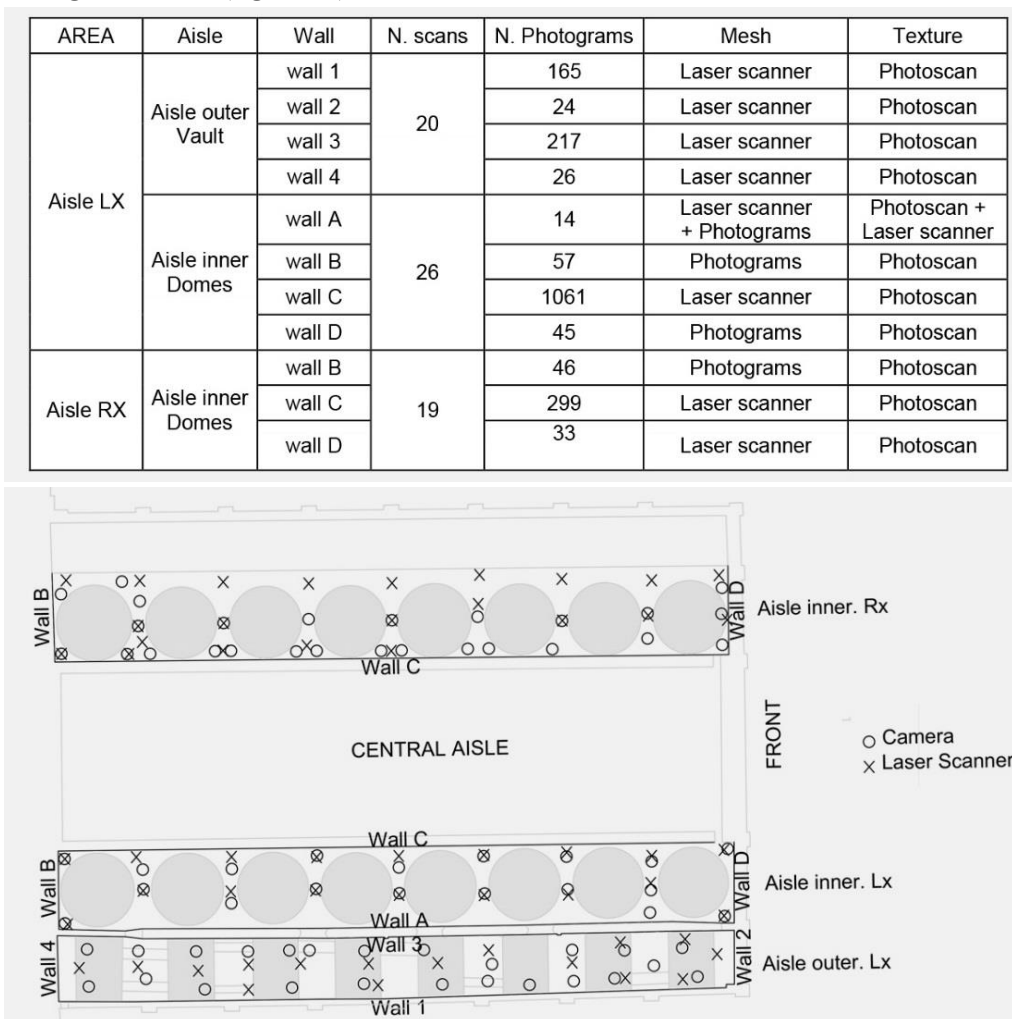 AREA Aisle Wall N. scans N. Photograms Mesh Texture
Aisle LX Aisle outer Vault wall 1 20 165 Laser scanner Photoscan
wall 2 24 Laser scanner Photoscan
wall 3 217 Laser scanner Photoscan
wall 4 26 Laser scanner Photoscan
Aisle inner Domes wall A 26 14 Laser scanner + Photograms Photoscan + Laser scanner
wall B 57 Photograms Photoscan
wall C 1061 Laser scanner Photoscan
wall D 45 Photograms Photoscan
Aisle RX Aisle inner Domes wall B 19 46 Photograms Photoscan
wall C 299 Laser scanner Photoscan
wall D 33 Laser scanner Photoscan
Wall B
Wall D
Aisle inner. Rx
Wall C
CENTRAL AISLE
FRONT
Camera
Laser Scanner
Wall C
Wall B
Wall D
Aisle inner. Lx
Wall A
Wall 4
Wall 3
Wall 2
Aisle outer. Lx
Wall 1